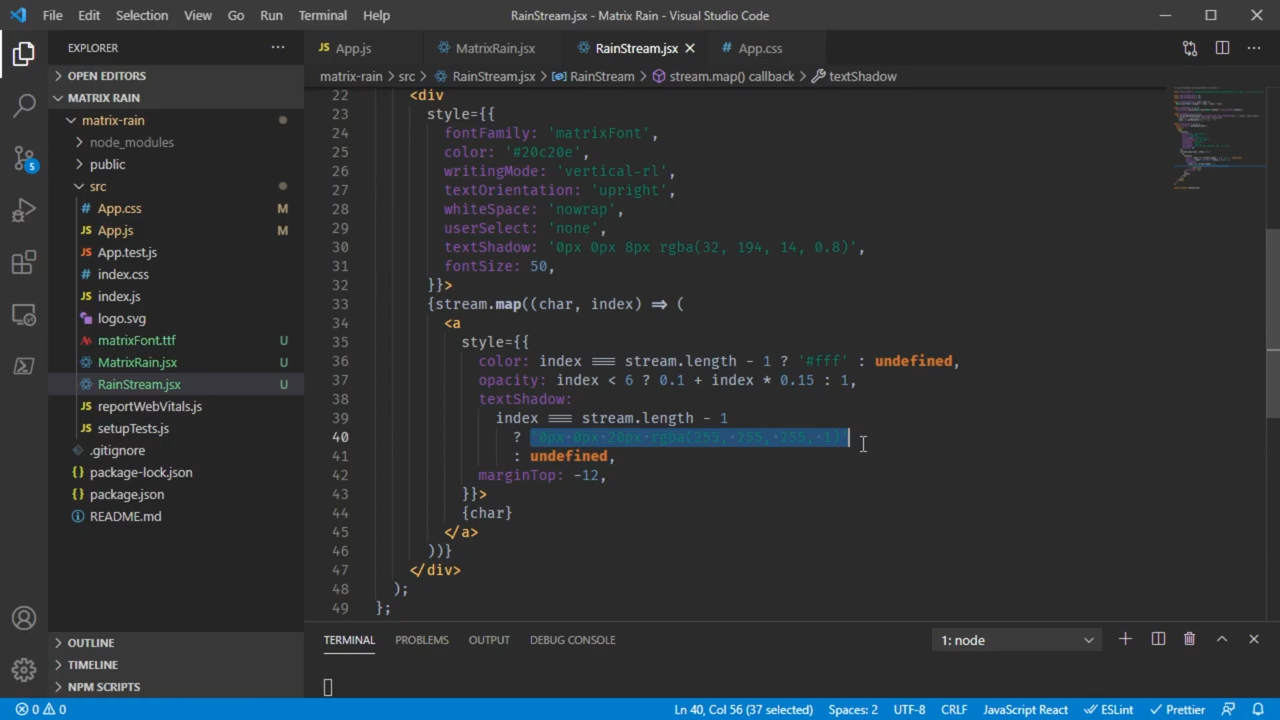 File Edit Selection View Go Run Terminal Help
RainStream.jsx - Matrix Rain - Visual Studio Code
EXPLORER
OPEN EDITORS
MATRIX RAIN
matrix-rain
node_modules
public
src
App.css M
App.js M
App.test.js
index.css
index.js
logo.svg
matrixFont.ttf U
MatrixRain.jsx U
RainStream.jsx U
reportWebVitals.js
setupTests.js
.gitignore
package-lock.json
package.json
README.md
OUTLINE
TIMELINE
NPM SCRIPTS
5
App.js MatrixRain.jsx RainStream.jsx App.css
matrix-rain > src > RainStream.jsx > RainStream > stream.map() callback > textShadow
22 <div
23 style={{
24 fontFamily: 'matrixFont',
25 color: '#20c20e',
26 writingMode: 'vertical-rl',
27 textOrientation: 'upright',
28 whiteSpace: 'nowrap',
29 userSelect: 'none',
30 textShadow: '0px 0px 8px rgba(32, 194, 14, 0.8)',
31 fontSize: 50,
32 }}>
33 {stream.map((char, index) => (
34 <a
35 style={{
36 color: index === stream.length - 1 ? '#fff' : undefined,
37 opacity: index < 6 ? 0.1 + index * 0.15 : 1,
38 textShadow:
39 index === stream.length - 1
40 ? '0px 0px 20px rgba(255, 255, 255, 1)'
41 : undefined,
42 marginTop: -12,
43 }}>
44 {char}
45 </a>
46 ))}
47 </div>
48 );
49 };
TERMINAL PROBLEMS OUTPUT DEBUG CONSOLE
1: node
0 0
Ln 40, Col 56 (37 selected) Spaces: 2 UTF-8 CRLF JavaScript React ESLint Prettier